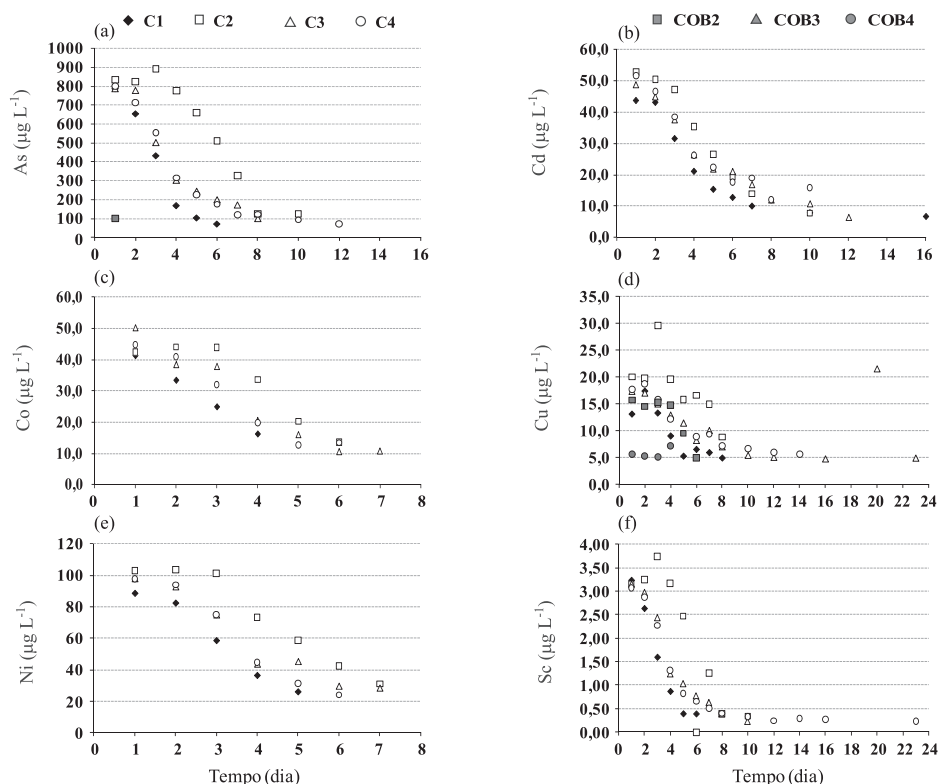 C1 C2 C3 C4 COB2 COB3 COB4
(a)
1000
900
800
700
600
500
400
300
200
100
0
As (µg L⁻¹)
0 2 4 6 8 10 12 14 16
(b)
60,0
50,0
40,0
30,0
20,0
10,0
0,0
Cd (µg L⁻¹)
0 2 4 6 8 10 12 14 16
(c)
60,0
50,0
40,0
30,0
20,0
10,0
0,0
Co (µg L⁻¹)
0 1 2 3 4 5 6 7 8
(d)
35,0
30,0
25,0
20,0
15,0
10,0
5,0
0,0
Cu (µg L⁻¹)
0 2 4 6 8 10 12 14 16 18 20 22 24
(e)
120
100
80
60
40
20
0
Ni (µg L⁻¹)
0 1 2 3 4 5 6 7 8
Tempo (dia)
(f)
4,00
3,50
3,00
2,50
2,00
1,50
1,00
0,50
0,00
Sc (µg L⁻¹)
0 2 4 6 8 10 12 14 16 18 20 22 24
Tempo (dia)